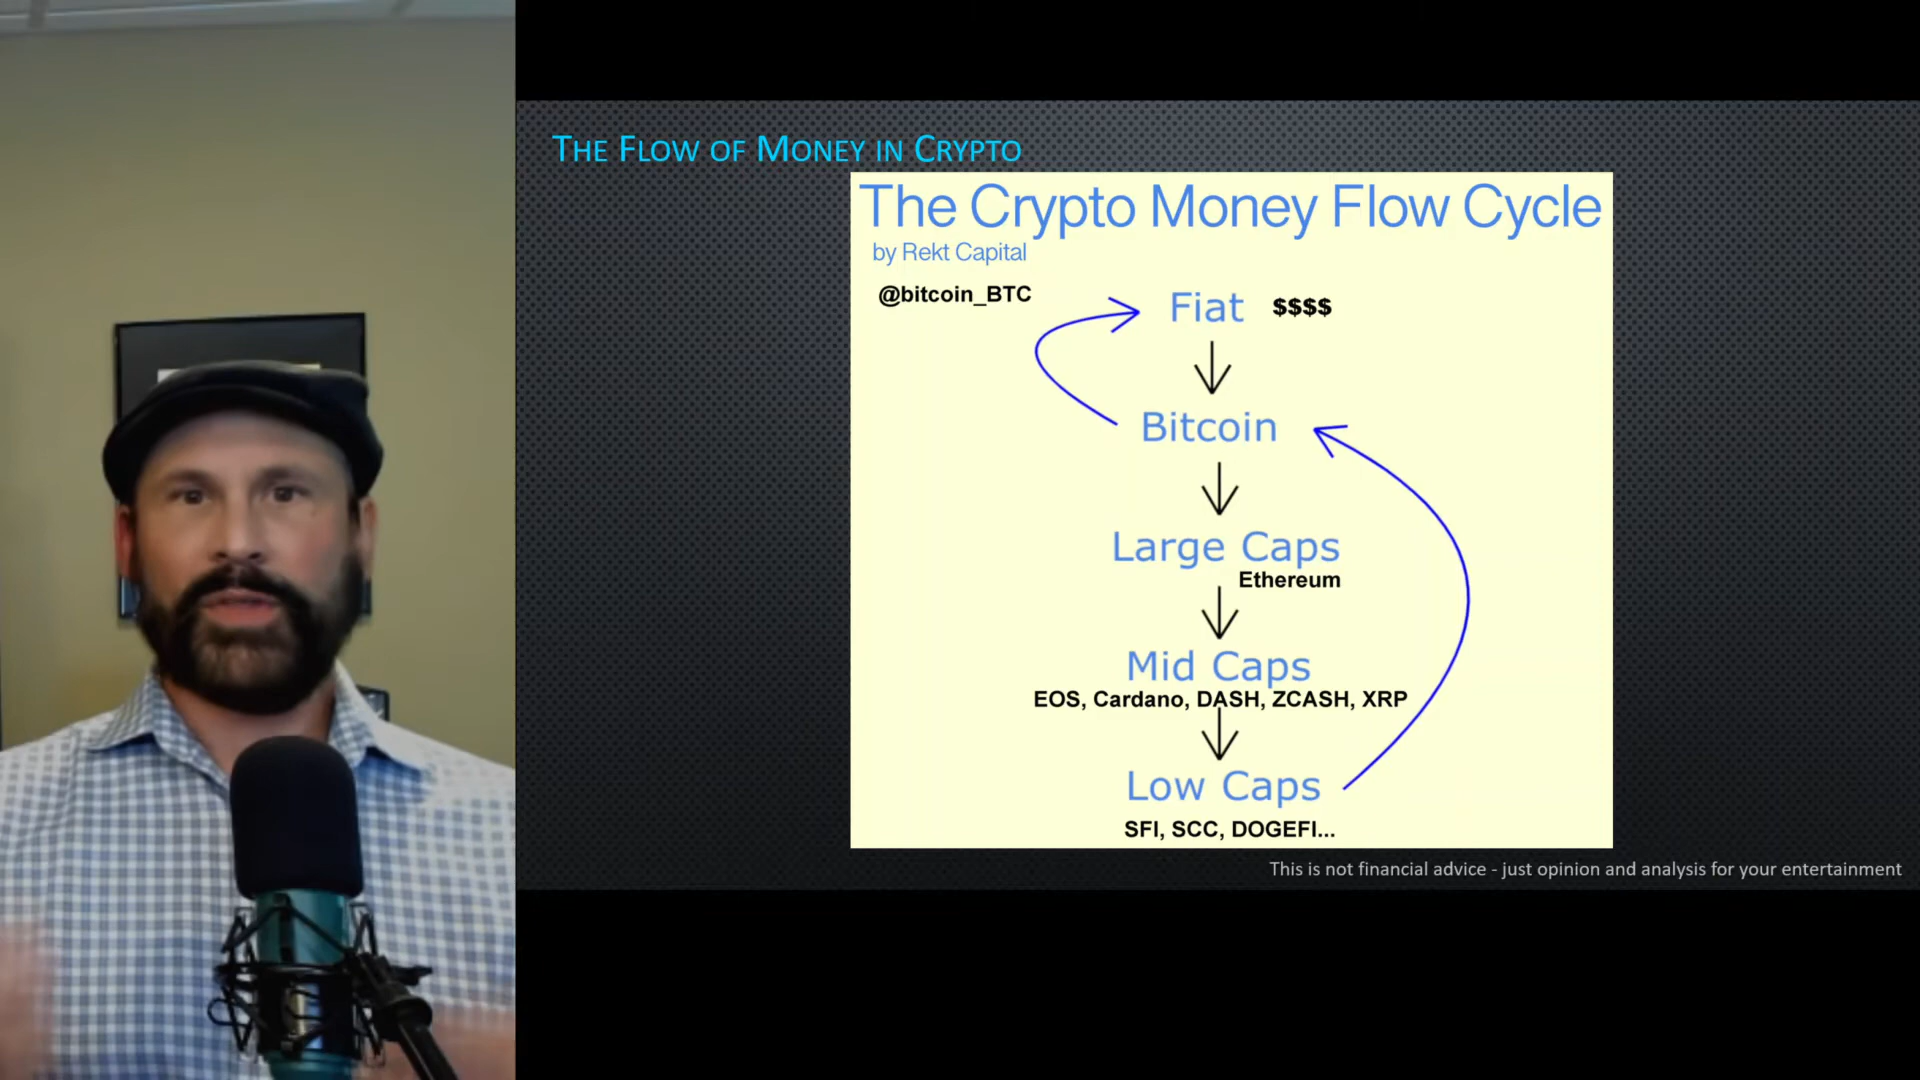 THE FLOW OF MONEY IN CRYPTO
The Crypto Money Flow Cycle
by Rekt Capital
@bitcoin_BTC
Fiat $$$$
Bitcoin
Large Caps
Ethereum
Mid Caps
EOS, Cardano, DASH, ZCASH, XRP
Low Caps
SFI, SCC, DOGEFI...
This is not financial advice - just opinion and analysis for your entertainment